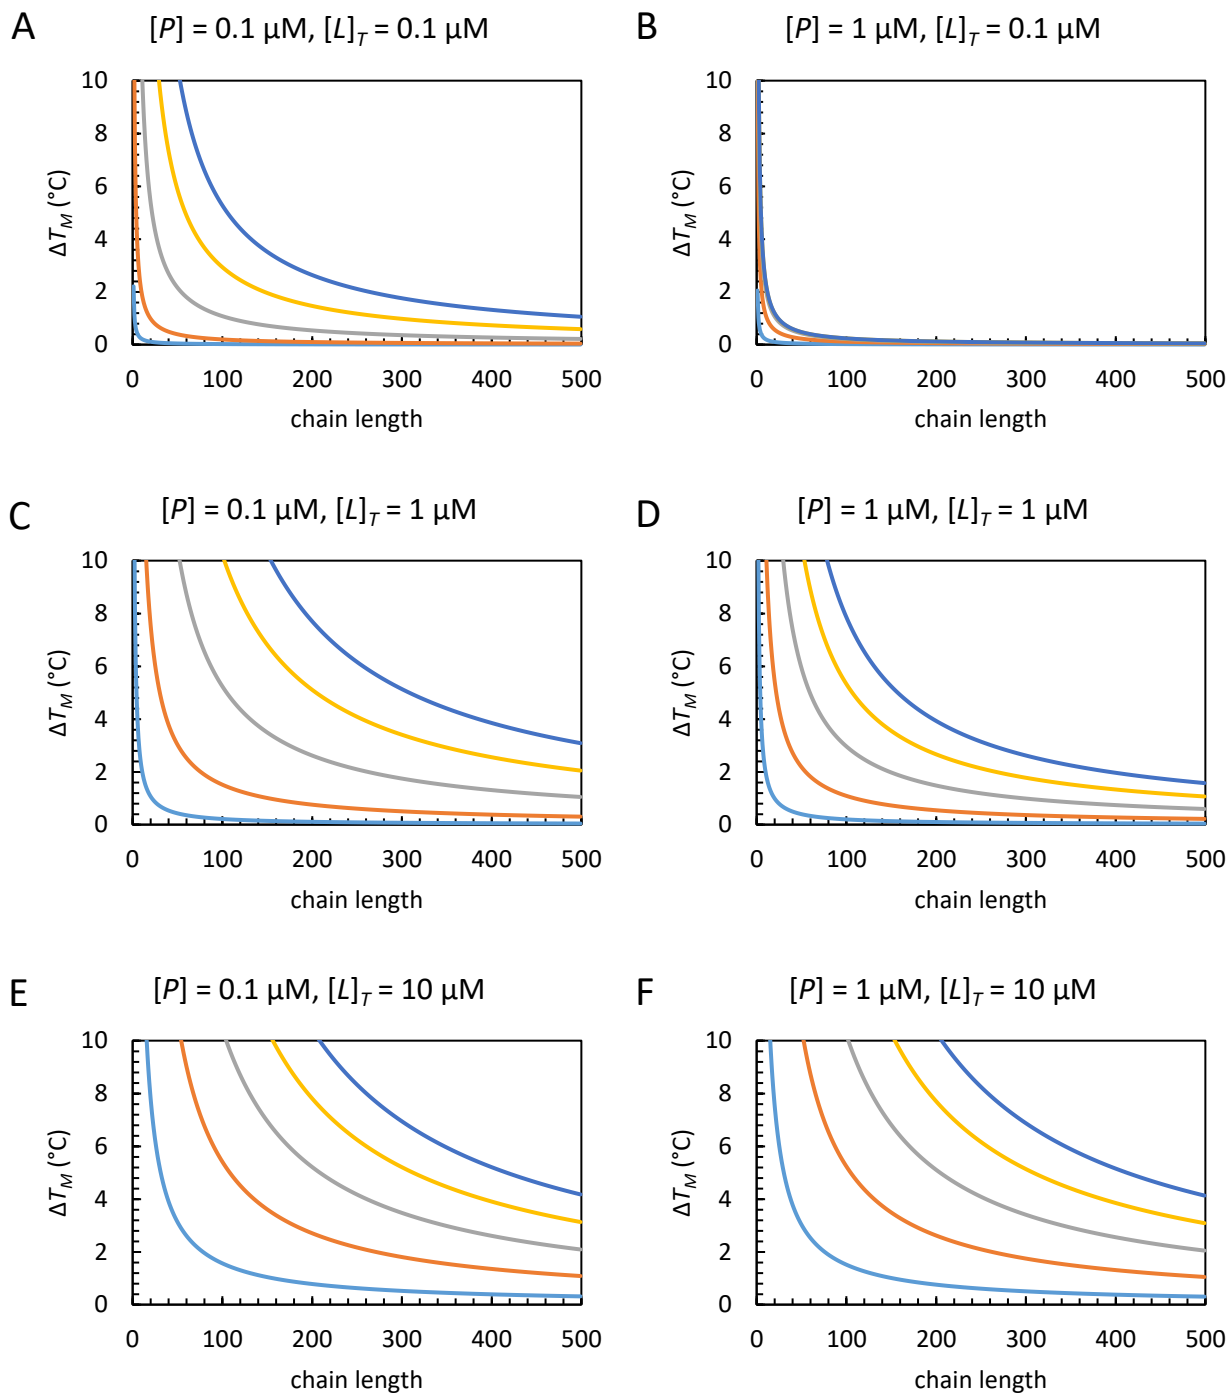 A
[P] = 0.1 μM, [L]T = 0.1 μM
10
8
6
4
2
0
ΔTM (°C)
0 100 200 300 400 500
chain length
B
[P] = 1 μM, [L]T = 0.1 μM
10
8
6
4
2
0
ΔTM (°C)
0 100 200 300 400 500
chain length
C
[P] = 0.1 μM, [L]T = 1 μM
10
8
6
4
2
0
ΔTM (°C)
0 100 200 300 400 500
chain length
D
[P] = 1 μM, [L]T = 1 μM
10
8
6
4
2
0
ΔTM (°C)
0 100 200 300 400 500
chain length
E
[P] = 0.1 μM, [L]T = 10 μM
10
8
6
4
2
0
ΔTM (°C)
0 100 200 300 400 500
chain length
F
[P] = 1 μM, [L]T = 10 μM
10
8
6
4
2
0
ΔTM (°C)
0 100 200 300 400 500
chain length